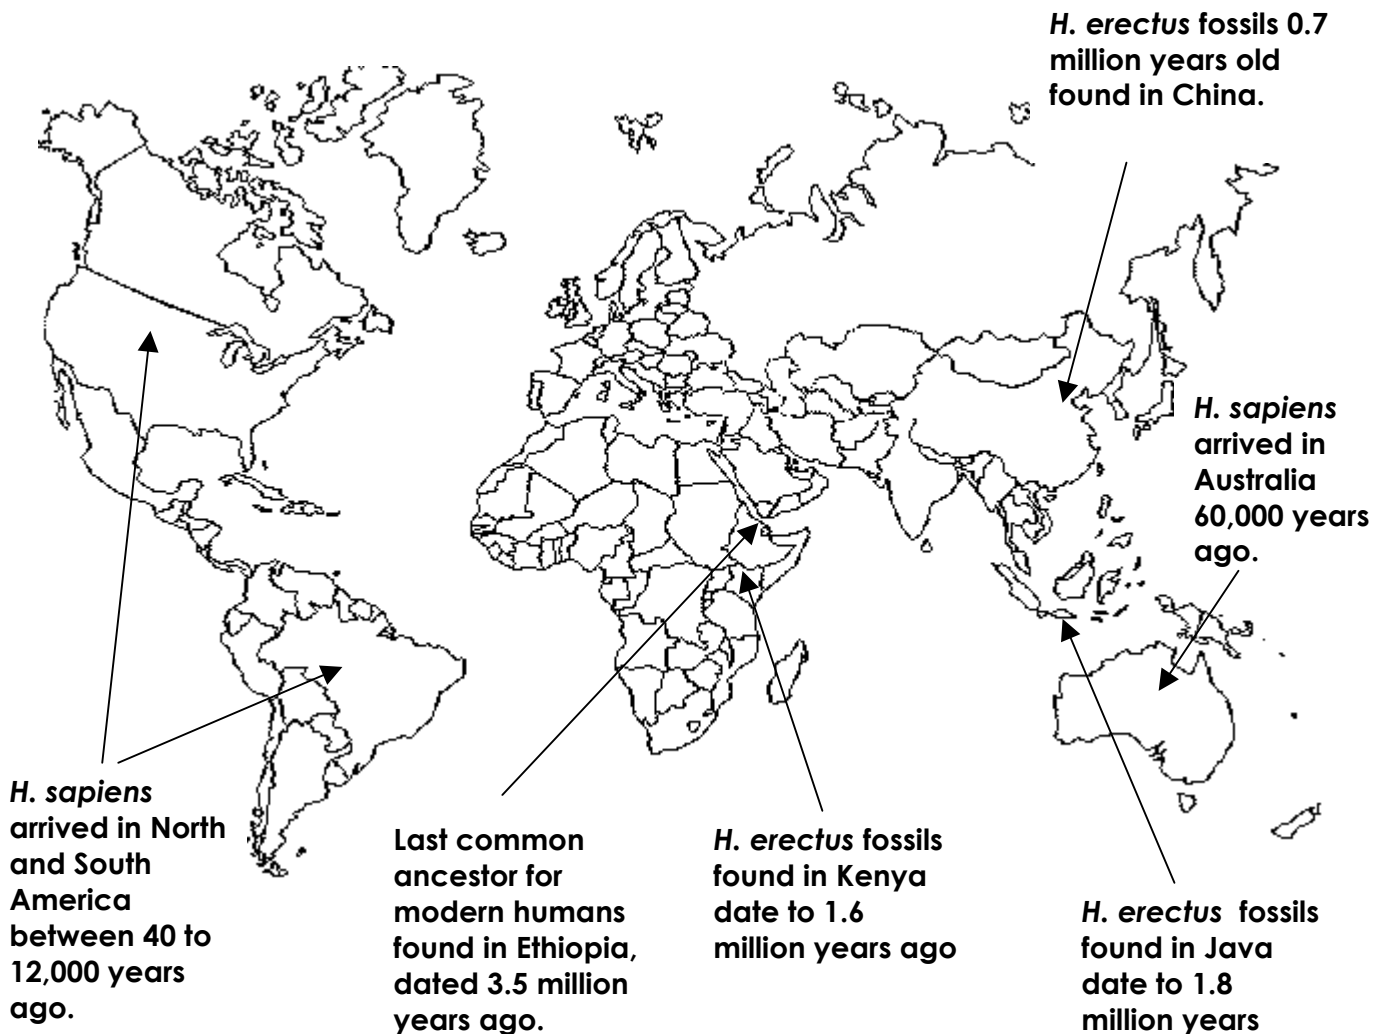 H. erectus fossils 0.7
million years old
found in China.
H. sapiens
arrived in
Australia
60,000 years
ago.
H. sapiens
arrived in North
and South
America
between 40 to
12,000 years
ago.
Last common
ancestor for
modern humans
found in Ethiopia,
dated 3.5 million
years ago.
H. erectus fossils
found in Kenya
date to 1.6
million years ago
H. erectus fossils
found in Java
date to 1.8
million years